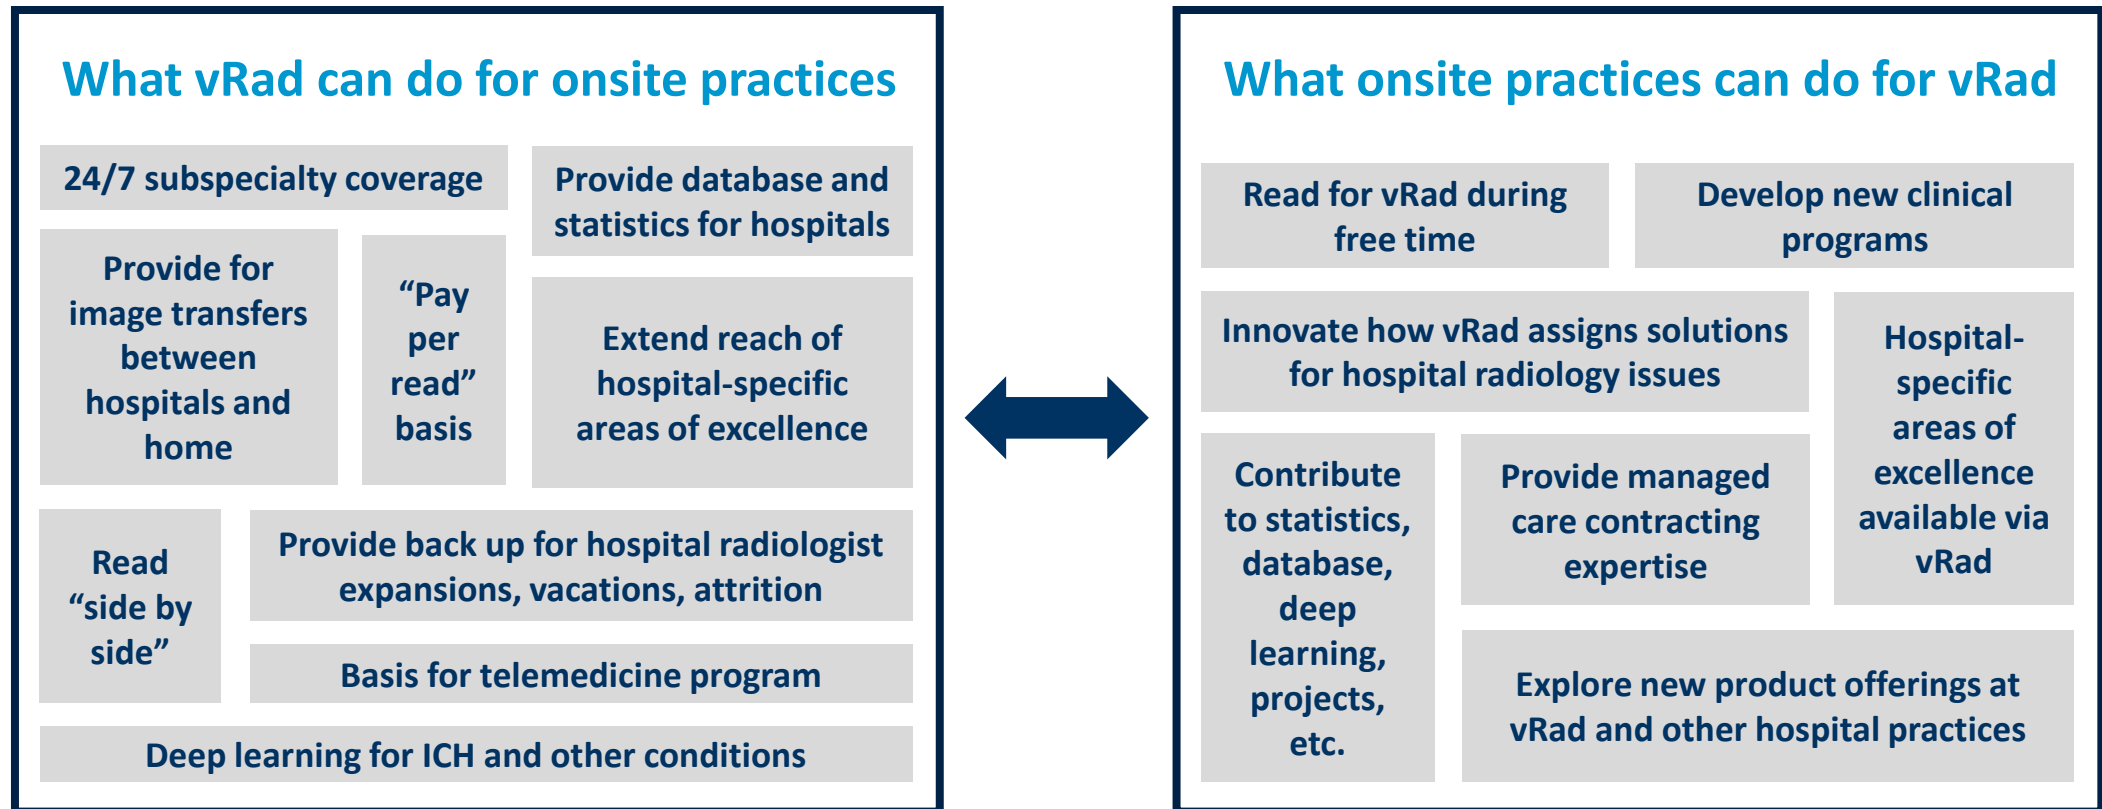 What vRad can do for onsite practices
24/7 subspecialty coverage
Provide database and
statistics for hospitals
Provide for
image transfers
between
hospitals and
home
“Pay
per
read”
basis
Extend reach of
hospital-specific
areas of excellence
Read
“side by
side”
Provide back up for hospital radiologist
expansions, vacations, attrition
Basis for telemedicine program
Deep learning for ICH and other conditions
What onsite practices can do for vRad
Read for vRad during
free time
Develop new clinical
programs
Innovate how vRad assigns solutions
for hospital radiology issues
Hospital-
specific
areas of
excellence
available via
vRad
Contribute
to statistics,
database,
deep
learning,
projects,
etc.
Provide managed
care contracting
expertise
Explore new product offerings at
vRad and other hospital practices